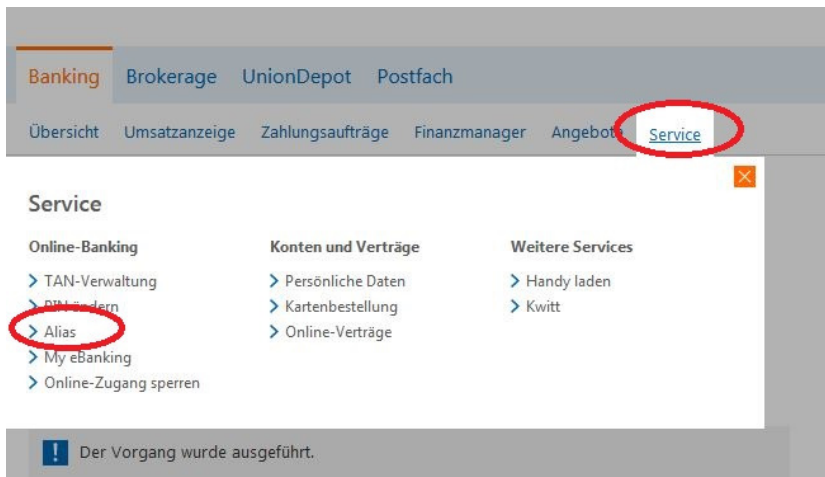 Banking Brokerage UnionDepot Postfach
Übersicht Umsatzanzeige Zahlungsaufträge Finanzmanager Angebote Service
Service
Online-Banking Konten und Verträge Weitere Services
TAN-Verwaltung Persönliche Daten Handy laden
PIN ändern Kartenbestellung Kwitt
Alias Online-Verträge
My eBanking
Online-Zugang sperren
! Der Vorgang wurde ausgeführt.